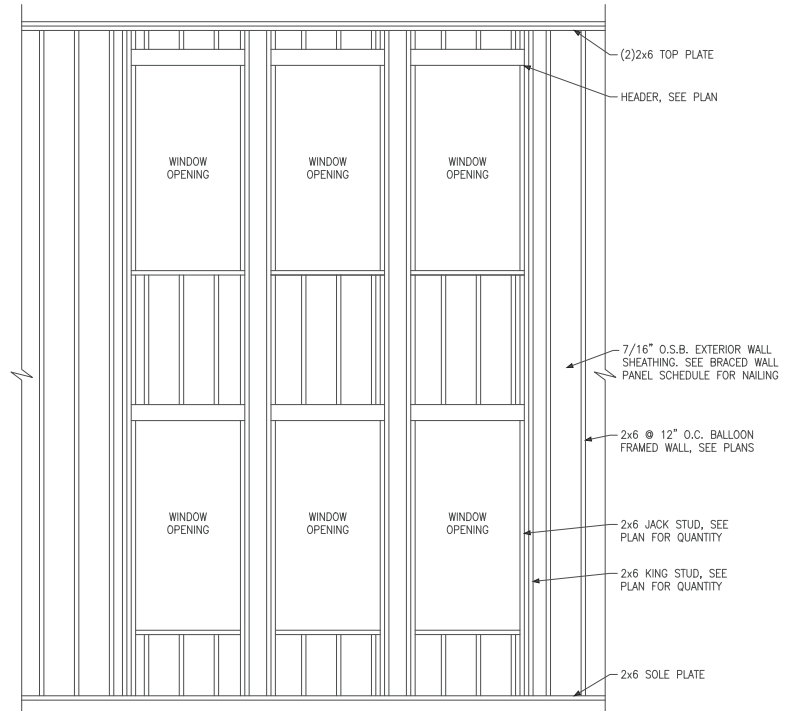 (2)2x6 TOP PLATE
HEADER, SEE PLAN
WINDOW
OPENING
WINDOW
OPENING
WINDOW
OPENING
7/16" O.S.B. EXTERIOR WALL
SHEATHING. SEE BRACED WALL
PANEL SCHEDULE FOR NAILING
2x6 @ 12" O.C. BALLOON
FRAMED WALL, SEE PLANS
WINDOW
OPENING
WINDOW
OPENING
WINDOW
OPENING
2x6 JACK STUD, SEE
PLAN FOR QUANTITY
2x6 KING STUD, SEE
PLAN FOR QUANTITY
2x6 SOLE PLATE